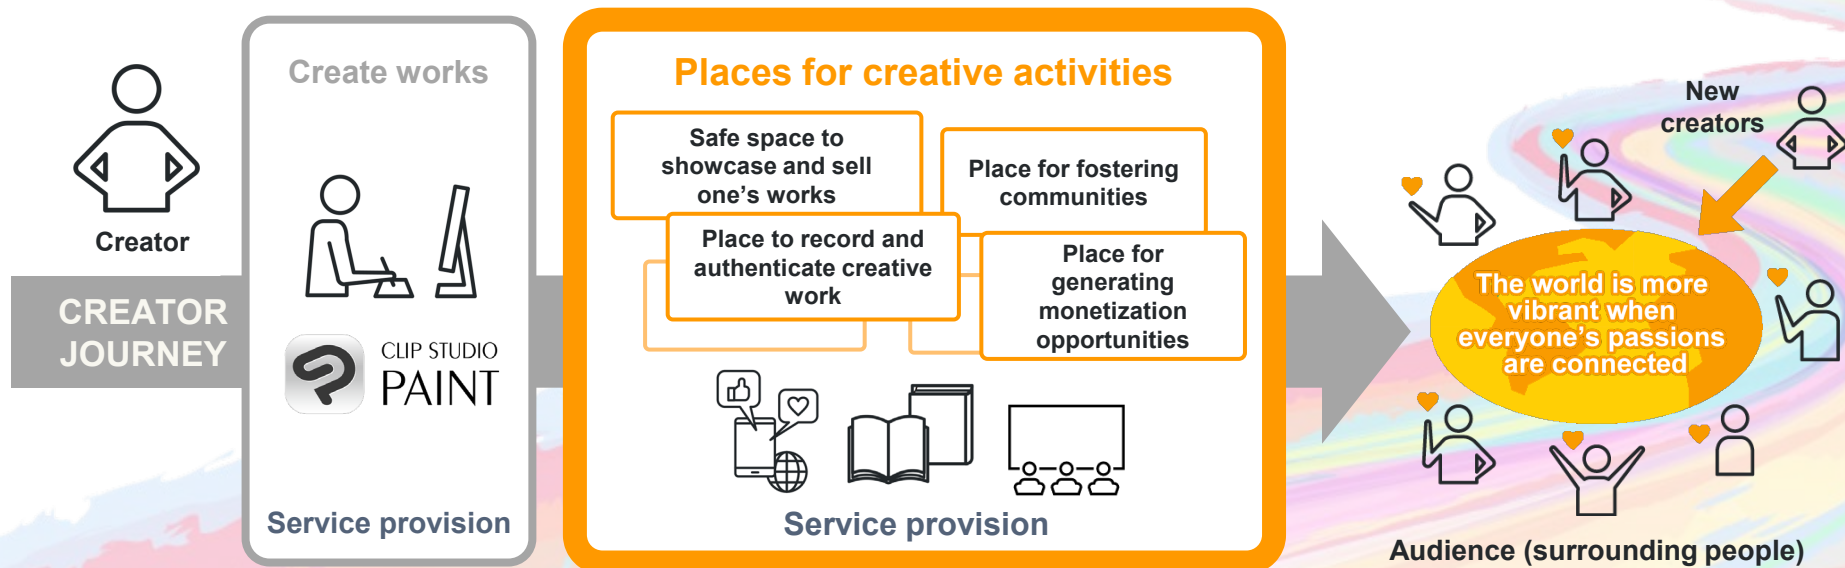 Creator
CREATOR
JOURNEY
Create works
CLIP STUDIO
PAINT
Service provision
Places for creative activities
Safe space to
showcase and sell
one's works
Place for fostering
communities
Place to record and
authenticate creative
work
Place for
generating
monetization
opportunities
Service provision
New
creators
The world is more
vibrant when
everyone's passions
are connected
Audience (surrounding people)